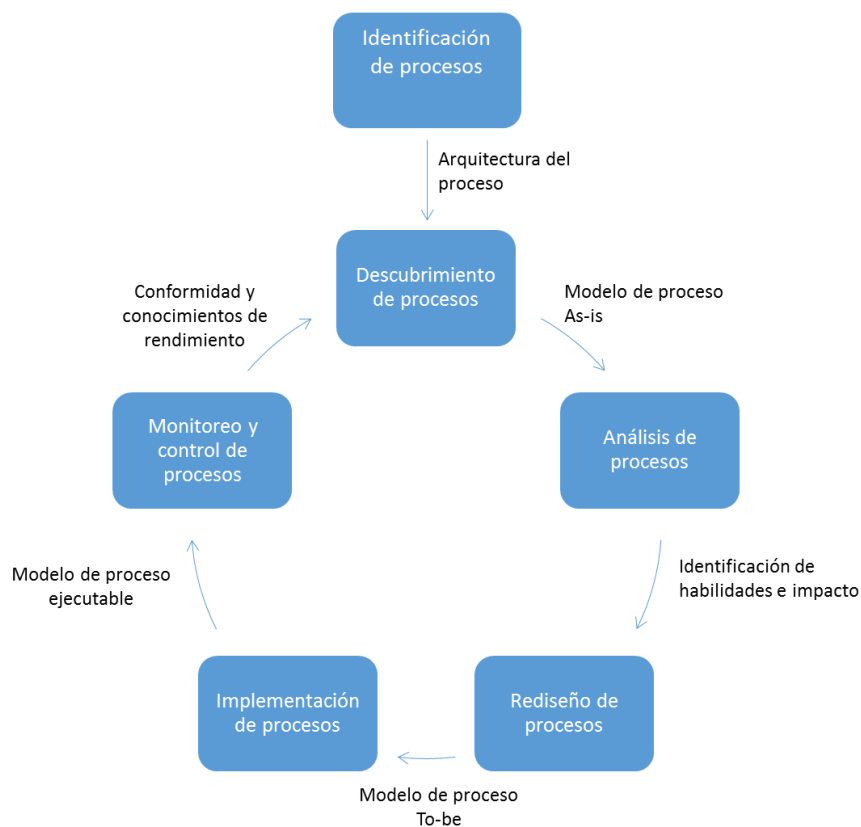 Identificación
de procesos
Arquitectura del
proceso
Descubrimiento
de procesos
Modelo de proceso
As-is
Análisis de
procesos
Identificación de
habilidades e impacto
Rediseño de
procesos
Modelo de proceso
To-be
Implementación
de procesos
Modelo de proceso
ejecutable
Monitoreo y
control de
procesos
Conformidad y
conocimientos de
rendimiento